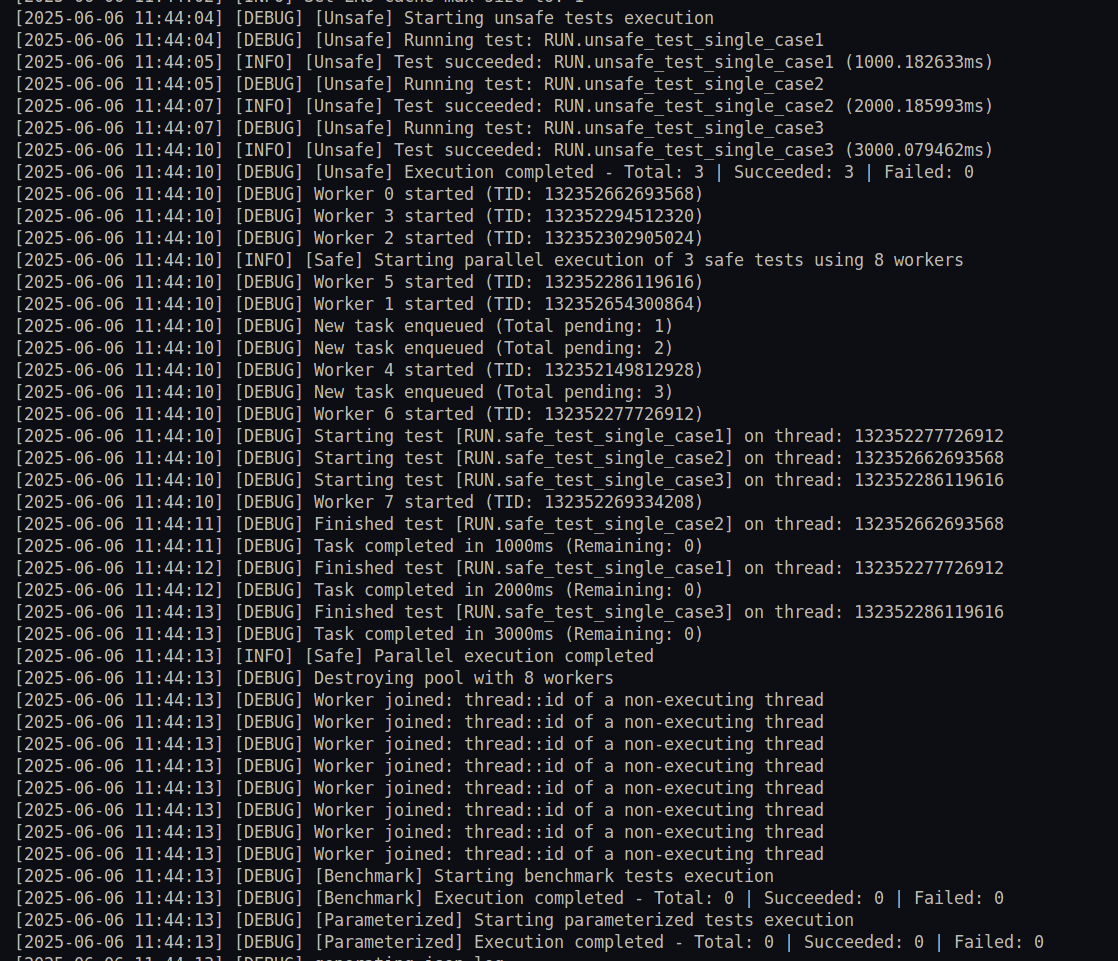 [2025-06-06 11:44:04] [DEBUG] [Unsafe] Starting unsafe tests execution
[2025-06-06 11:44:04] [DEBUG] [Unsafe] Running test: RUN.unsafe_test_single_case1
[2025-06-06 11:44:05] [INFO] [Unsafe] Test succeeded: RUN.unsafe_test_single_case1 (1000.182633ms)
[2025-06-06 11:44:05] [DEBUG] [Unsafe] Running test: RUN.unsafe_test_single_case2
[2025-06-06 11:44:07] [INFO] [Unsafe] Test succeeded: RUN.unsafe_test_single_case2 (2000.185993ms)
[2025-06-06 11:44:07] [DEBUG] [Unsafe] Running test: RUN.unsafe_test_single_case3
[2025-06-06 11:44:10] [INFO] [Unsafe] Test succeeded: RUN.unsafe_test_single_case3 (3000.079462ms)
[2025-06-06 11:44:10] [DEBUG] [Unsafe] Execution completed - Total: 3 | Succeeded: 3 | Failed: 0
[2025-06-06 11:44:10] [DEBUG] Worker 0 started (TID: 132352662693568)
[2025-06-06 11:44:10] [DEBUG] Worker 3 started (TID: 132352294512320)
[2025-06-06 11:44:10] [DEBUG] Worker 2 started (TID: 132352302905024)
[2025-06-06 11:44:10] [INFO] [Safe] Starting parallel execution of 3 safe tests using 8 workers
[2025-06-06 11:44:10] [DEBUG] Worker 5 started (TID: 132352286119616)
[2025-06-06 11:44:10] [DEBUG] Worker 1 started (TID: 132352654300864)
[2025-06-06 11:44:10] [DEBUG] New task enqueued (Total pending: 1)
[2025-06-06 11:44:10] [DEBUG] New task enqueued (Total pending: 2)
[2025-06-06 11:44:10] [DEBUG] Worker 4 started (TID: 132352149812928)
[2025-06-06 11:44:10] [DEBUG] New task enqueued (Total pending: 3)
[2025-06-06 11:44:10] [DEBUG] Worker 6 started (TID: 132352277726912)
[2025-06-06 11:44:10] [DEBUG] Starting test [RUN.safe_test_single_case1] on thread: 132352277726912
[2025-06-06 11:44:10] [DEBUG] Starting test [RUN.safe_test_single_case2] on thread: 132352662693568
[2025-06-06 11:44:10] [DEBUG] Starting test [RUN.safe_test_single_case3] on thread: 132352286119616
[2025-06-06 11:44:10] [DEBUG] Worker 7 started (TID: 132352269334208)
[2025-06-06 11:44:11] [DEBUG] Finished test [RUN.safe_test_single_case2] on thread: 132352662693568
[2025-06-06 11:44:11] [DEBUG] Task completed in 1000ms (Remaining: 0)
[2025-06-06 11:44:12] [DEBUG] Finished test [RUN.safe_test_single_case1] on thread: 132352277726912
[2025-06-06 11:44:12] [DEBUG] Task completed in 2000ms (Remaining: 0)
[2025-06-06 11:44:13] [DEBUG] Finished test [RUN.safe_test_single_case3] on thread: 132352286119616
[2025-06-06 11:44:13] [DEBUG] Task completed in 3000ms (Remaining: 0)
[2025-06-06 11:44:13] [INFO] [Safe] Parallel execution completed
[2025-06-06 11:44:13] [DEBUG] Destroying pool with 8 workers
[2025-06-06 11:44:13] [DEBUG] Worker joined: thread::id of a non-executing thread
[2025-06-06 11:44:13] [DEBUG] Worker joined: thread::id of a non-executing thread
[2025-06-06 11:44:13] [DEBUG] Worker joined: thread::id of a non-executing thread
[2025-06-06 11:44:13] [DEBUG] Worker joined: thread::id of a non-executing thread
[2025-06-06 11:44:13] [DEBUG] Worker joined: thread::id of a non-executing thread
[2025-06-06 11:44:13] [DEBUG] Worker joined: thread::id of a non-executing thread
[2025-06-06 11:44:13] [DEBUG] Worker joined: thread::id of a non-executing thread
[2025-06-06 11:44:13] [DEBUG] Worker joined: thread::id of a non-executing thread
[2025-06-06 11:44:13] [DEBUG] [Benchmark] Starting benchmark tests execution
[2025-06-06 11:44:13] [DEBUG] [Benchmark] Execution completed - Total: 0 | Succeeded: 0 | Failed: 0
[2025-06-06 11:44:13] [DEBUG] [Parameterized] Starting parameterized tests execution
[2025-06-06 11:44:13] [DEBUG] [Parameterized] Execution completed - Total: 0 | Succeeded: 0 | Failed: 0